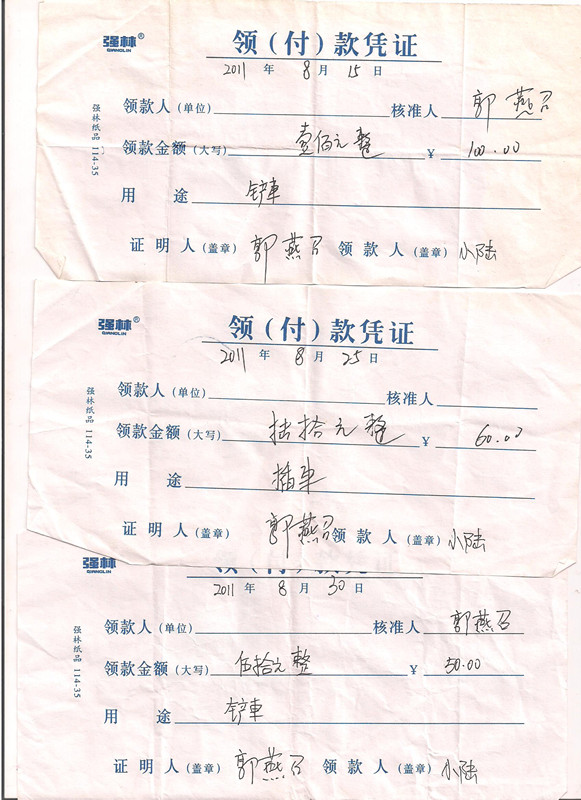 强林® 领（付）款凭证
QIANGLIN
2011 年 8 月 15 日
领款人（单位） 核准人 郭燕召
领款金额（大写） 壹佰元整 ¥ 100.00
用 途 铲車
证 明 人（盖章） 郭燕召 领 款 人（盖章） 小陆
强林纸品 114-35
强林® 领（付）款凭证
QIANGLIN
2011 年 8 月 25 日
领款人（单位） 核准人
领款金额（大写） 拾元整 ¥ 60.00
用 途 插车
证 明 人（盖章） 郭燕召 领 款 人（盖章） 小陆
强林纸品 114-35
强林
QIANGLIN
2011 年 8 月 30 日
领款人（单位） 核准人 郭燕召
领款金额（大写） 伍拾元整 ¥ 50.00
用 途 铲車
证 明 人（盖章） 郭燕召 领 款 人（盖章） 小陆
强林纸品 114-35